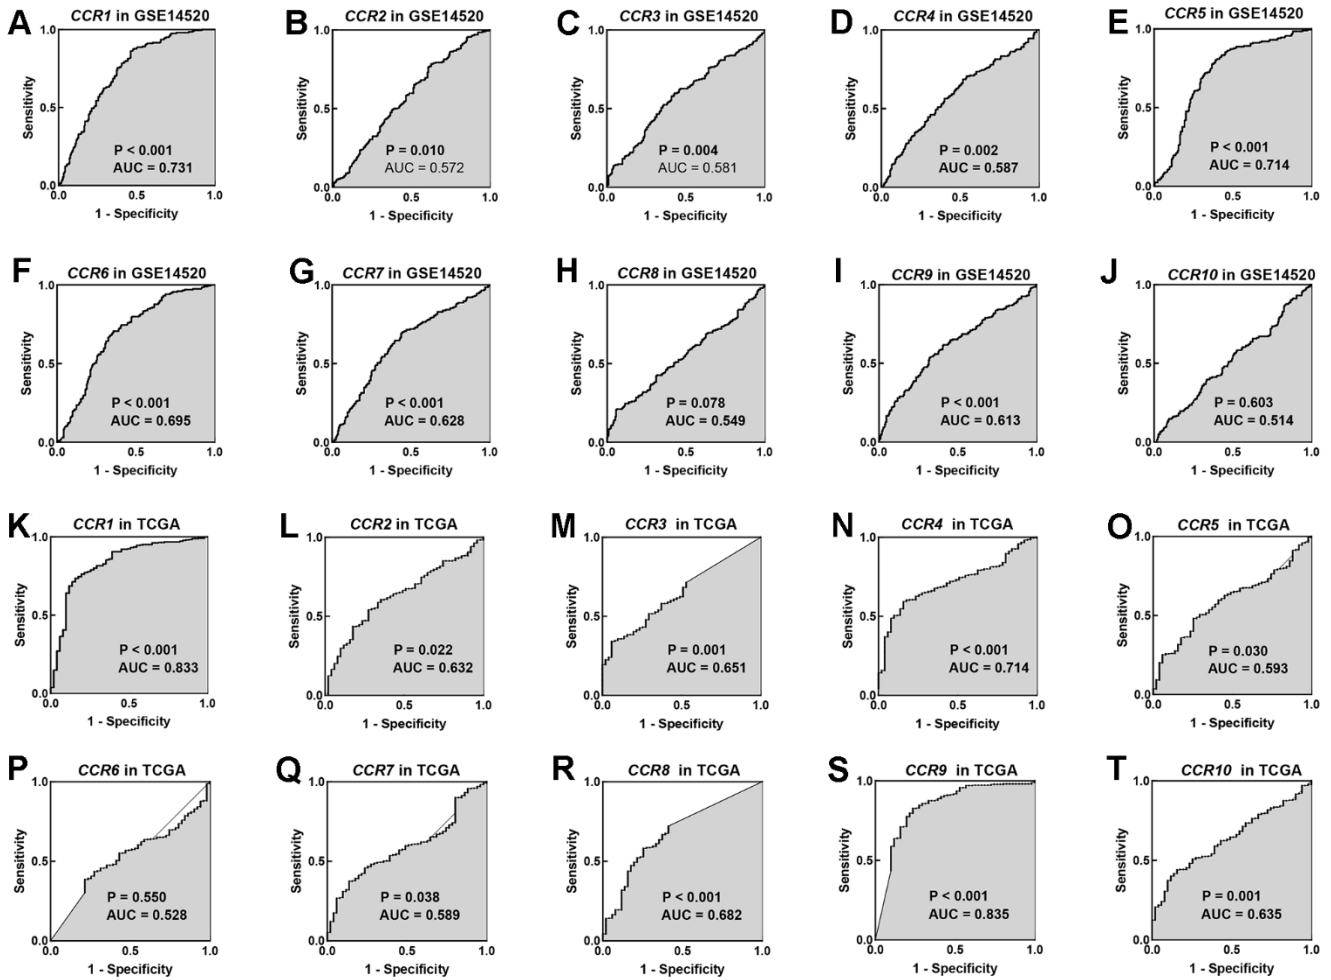 A
CCR1 in GSE14520
Sensitivity
1.0
0.5
0.0
P < 0.001
AUC = 0.731
0.0 0.5 1.0
1 - Specificity
B
CCR2 in GSE14520
Sensitivity
1.0
0.5
0.0
P = 0.010
AUC = 0.572
0.0 0.5 1.0
1 - Specificity
C
CCR3 in GSE14520
Sensitivity
1.0
0.5
0.0
P = 0.004
AUC = 0.581
0.0 0.5 1.0
1 - Specificity
D
CCR4 in GSE14520
Sensitivity
1.0
0.5
0.0
P = 0.002
AUC = 0.587
0.0 0.5 1.0
1 - Specificity
E
CCR5 in GSE14520
Sensitivity
1.0
0.5
0.0
P < 0.001
AUC = 0.714
0.0 0.5 1.0
1 - Specificity
F
CCR6 in GSE14520
Sensitivity
1.0
0.5
0.0
P < 0.001
AUC = 0.695
0.0 0.5 1.0
1 - Specificity
G
CCR7 in GSE14520
Sensitivity
1.0
0.5
0.0
P < 0.001
AUC = 0.628
0.0 0.5 1.0
1 - Specificity
H
CCR8 in GSE14520
Sensitivity
1.0
0.5
0.0
P = 0.078
AUC = 0.549
0.0 0.5 1.0
1 - Specificity
I
CCR9 in GSE14520
Sensitivity
1.0
0.5
0.0
P < 0.001
AUC = 0.613
0.0 0.5 1.0
1 - Specificity
J
CCR10 in GSE14520
Sensitivity
1.0
0.5
0.0
P = 0.603
AUC = 0.514
0.0 0.5 1.0
1 - Specificity
K
CCR1 in TCGA
Sensitivity
1.0
0.5
0.0
P < 0.001
AUC = 0.833
0.0 0.5 1.0
1 - Specificity
L
CCR2 in TCGA
Sensitivity
1.0
0.5
0.0
P = 0.022
AUC = 0.632
0.0 0.5 1.0
1 - Specificity
M
CCR3 in TCGA
Sensitivity
1.0
0.5
0.0
P = 0.001
AUC = 0.651
0.0 0.5 1.0
1 - Specificity
N
CCR4 in TCGA
Sensitivity
1.0
0.5
0.0
P < 0.001
AUC = 0.714
0.0 0.5 1.0
1 - Specificity
O
CCR5 in TCGA
Sensitivity
1.0
0.5
0.0
P = 0.030
AUC = 0.593
0.0 0.5 1.0
1 - Specificity
P
CCR6 in TCGA
Sensitivity
1.0
0.5
0.0
P = 0.550
AUC = 0.528
0.0 0.5 1.0
1 - Specificity
Q
CCR7 in TCGA
Sensitivity
1.0
0.5
0.0
P = 0.038
AUC = 0.589
0.0 0.5 1.0
1 - Specificity
R
CCR8 in TCGA
Sensitivity
1.0
0.5
0.0
P < 0.001
AUC = 0.682
0.0 0.5 1.0
1 - Specificity
S
CCR9 in TCGA
Sensitivity
1.0
0.5
0.0
P < 0.001
AUC = 0.835
0.0 0.5 1.0
1 - Specificity
T
CCR10 in TCGA
Sensitivity
1.0
0.5
0.0
P = 0.001
AUC = 0.635
0.0 0.5 1.0
1 - Specificity